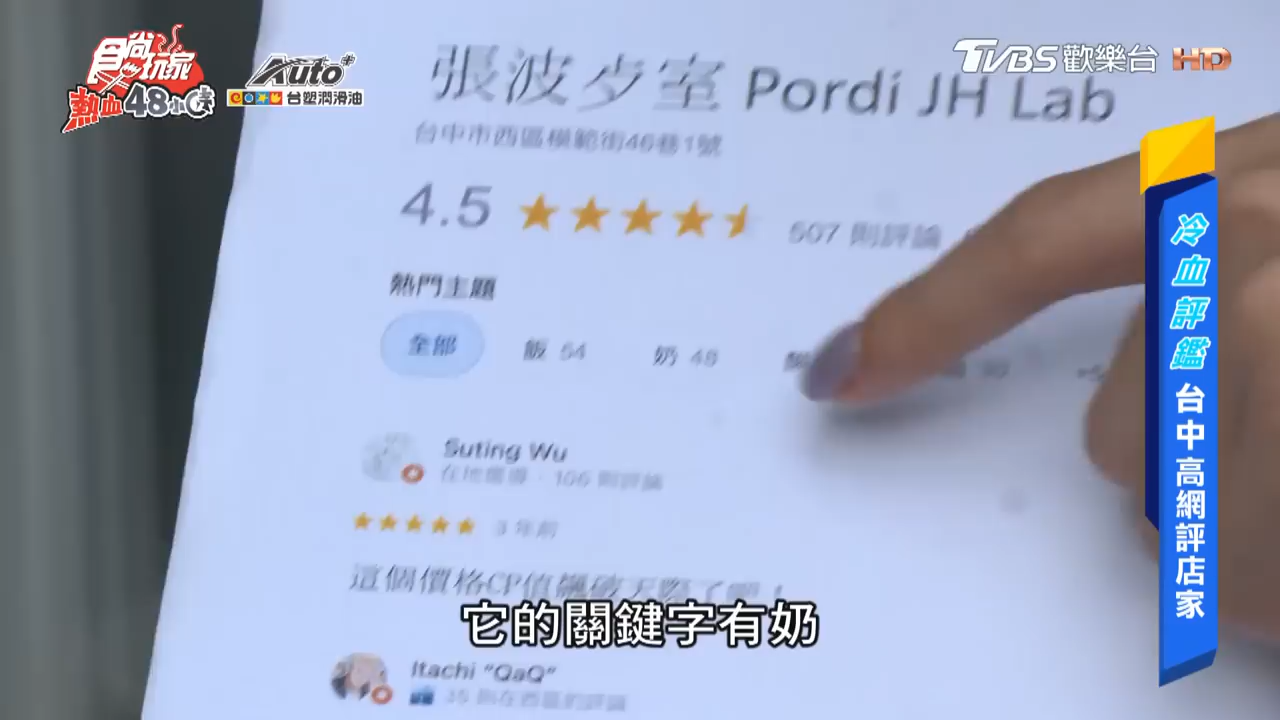 食尚玩家
熱血48小時
Auto
台塑潤滑油
TVBS歡樂台 HD
張波歺室 Pordi JH Lab
台中市西區模範街46巷1號
4.5
507 則評論
熱門主題
全部
飯 54
奶 48
Suting Wu
在地嚮導 · 106 則評論
3 年前
這個價格CP值飆破天際了吧！
Itachi "QaQ"
它的關鍵字有奶
冷血評鑑 台中高網評店家